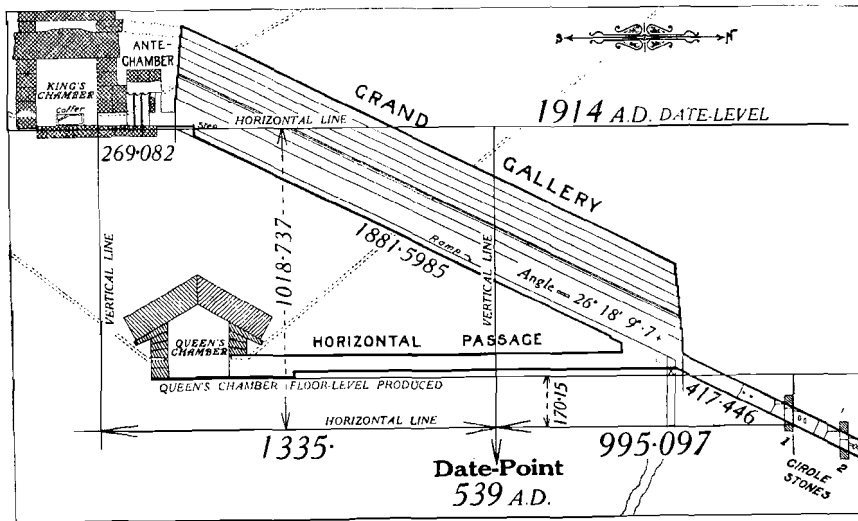 S N
ANTE-
CHAMBER
KING'S
CHAMBER
Coffer
GRAND
1914 A.D. DATE-LEVEL
Step
HORIZONTAL LINE
269·082
GALLERY
VERTICAL LINE
1018·737
1881·5985
Ramp
VERTICAL LINE
Angle = 26° 18' 9"·7+
QUEEN'S
CHAMBER
HORIZONTAL PASSAGE
QUEEN'S CHAMBER FLOOR-LEVEL PRODUCED
170·15
417·446
HORIZONTAL LINE
1335·
995·097
1
1
2
GIRDLE
STONES
Date-Point
539 A.D.